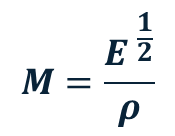 M = E^{1/2} / ρ